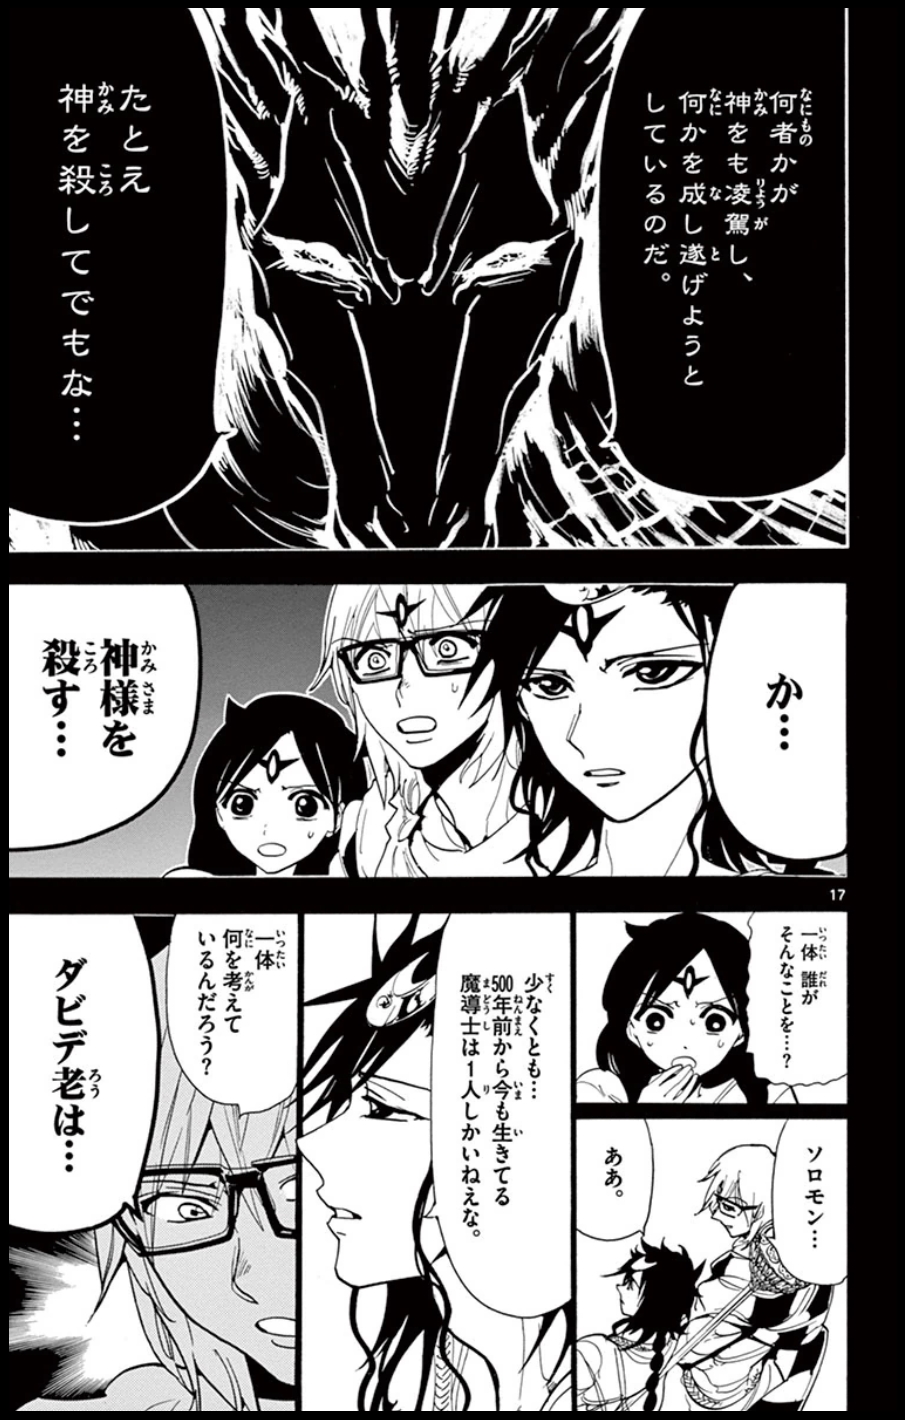 何者かが
神をも凌駕し、
何かを成し遂げようと
しているのだ。
たとえ
神を殺してでもな…
か…
神様を
殺す…
17
一体 誰が
そんなことを…?
ソロモン…
ああ。
少なくとも…
500年前から今も生きてる
魔導士は1人しかいねえな。
一体
何を考えて
いるんだろう?
ダビデ老は…